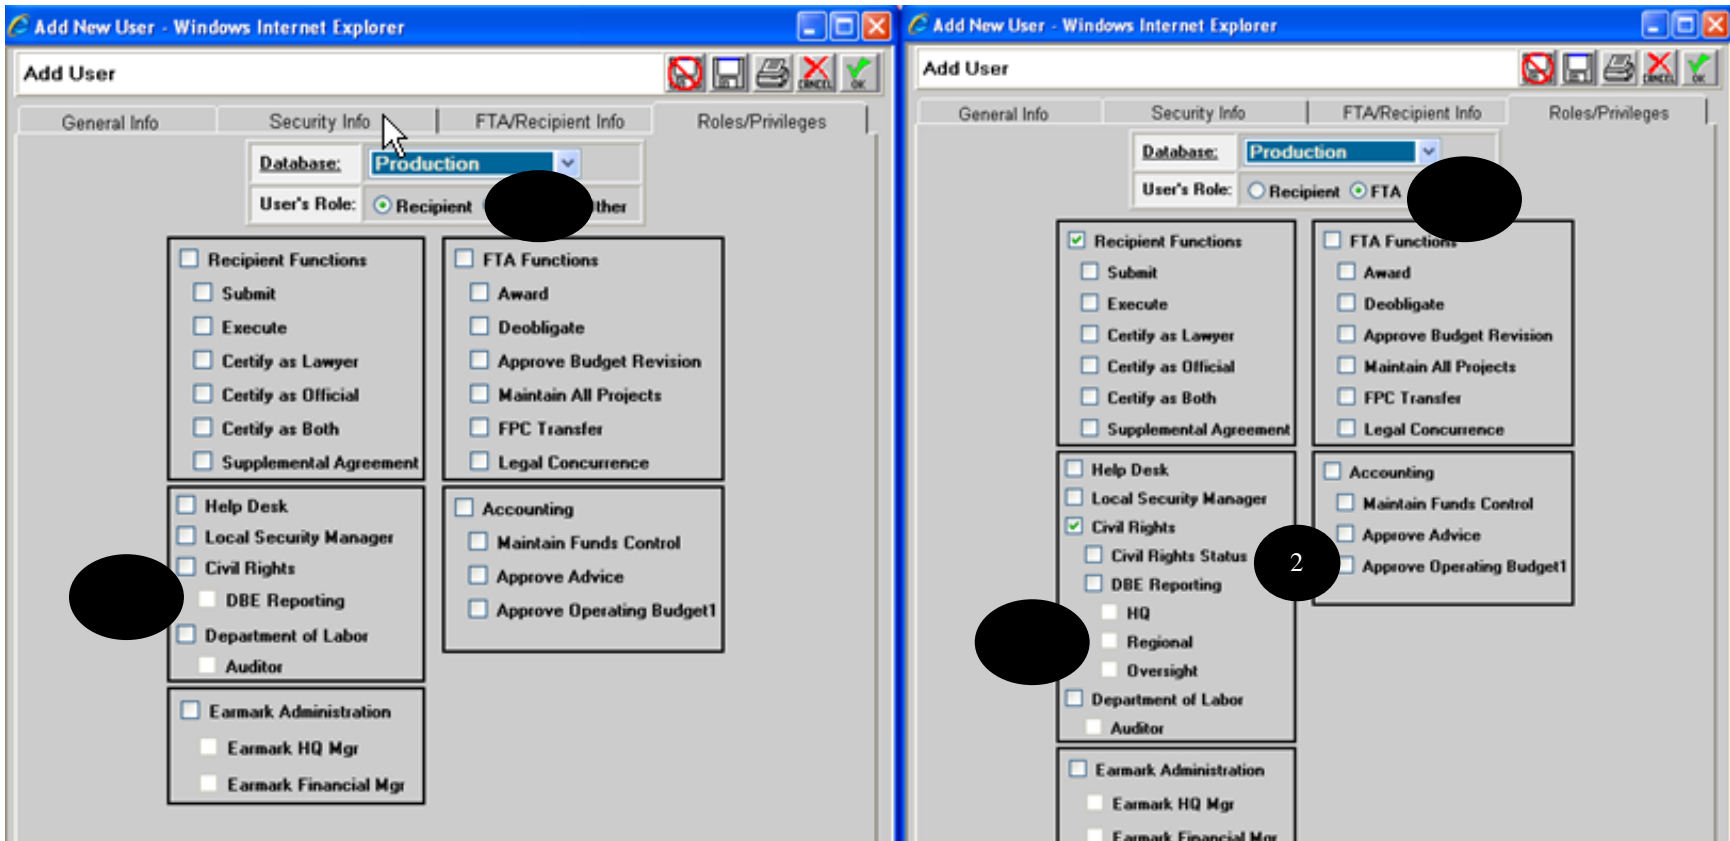 Add New User - Windows Internet Explorer
Add User
CANCEL
OK
General Info
Security Info
FTA/Recipient Info
Roles/Privileges
Database:
Production
User's Role:
Recipient
Recipient Functions
Submit
Execute
Certify as Lawyer
Certify as Official
Certify as Both
Supplemental Agreement
FTA Functions
Award
Deobligate
Approve Budget Revision
Maintain All Projects
FPC Transfer
Legal Concurrence
Help Desk
Local Security Manager
Civil Rights
DBE Reporting
Department of Labor
Auditor
Accounting
Maintain Funds Control
Approve Advice
Approve Operating Budget1
Earmark Administration
Earmark HQ Mgr
Earmark Financial Mgr
Add New User - Windows Internet Explorer
Add User
CANCEL
OK
General Info
Security Info
FTA/Recipient Info
Roles/Privileges
Database:
Production
User's Role:
Recipient
FTA
Recipient Functions
Submit
Execute
Certify as Lawyer
Certify as Official
Certify as Both
Supplemental Agreement
FTA Functions
Award
Deobligate
Approve Budget Revision
Maintain All Projects
FPC Transfer
Legal Concurrence
Help Desk
Local Security Manager
Civil Rights
Civil Rights Status
2
DBE Reporting
HQ
Regional
Oversight
Department of Labor
Auditor
Accounting
Maintain Funds Control
Approve Advice
Approve Operating Budget1
Earmark Administration
Earmark HQ Mgr
Earmark Financial Mgr